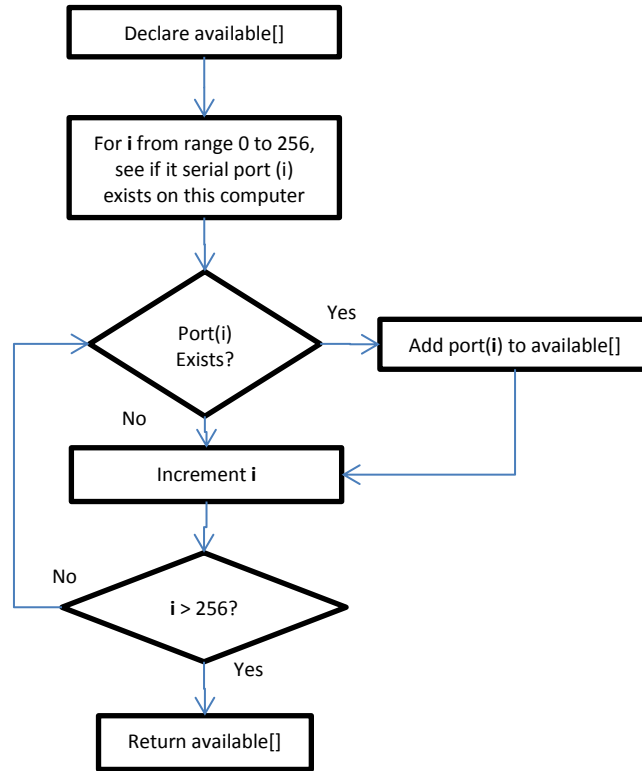 Declare available[]
For i from range 0 to 256,
see if it serial port (i)
exists on this computer
Port(i)
Exists?
Yes
Add port(i) to available[]
No
Increment i
No
i > 256?
Yes
Return available[]